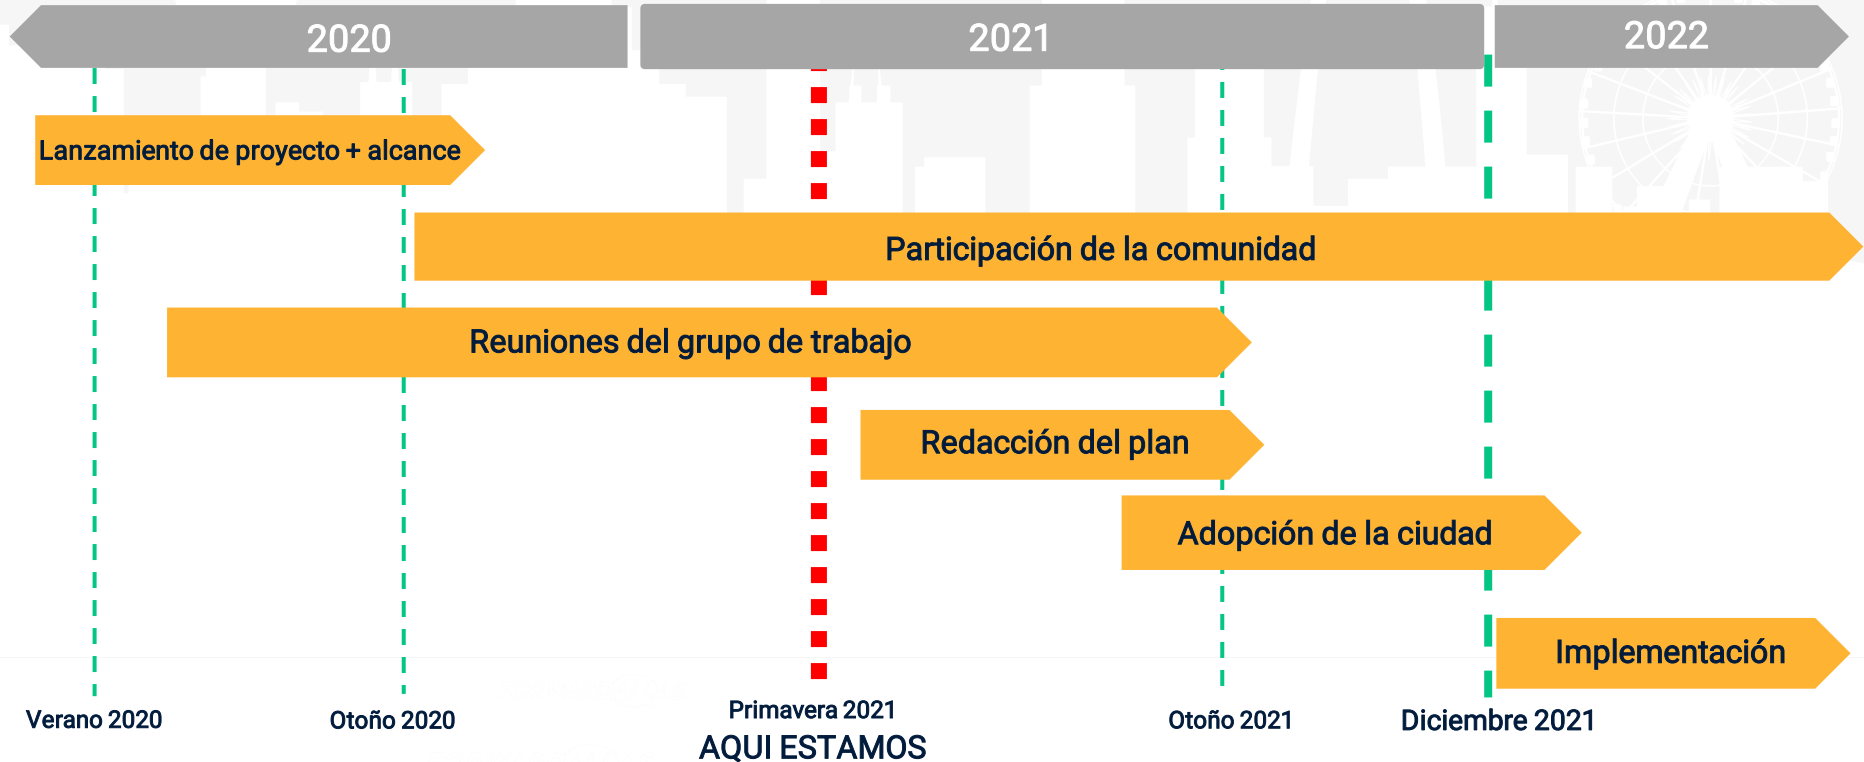 2020
2021
2022
Lanzamiento de proyecto + alcance
Participación de la comunidad
Reuniones del grupo de trabajo
Redacción del plan
Adopción de la ciudad
Implementación
Verano 2020
Otoño 2020
Primavera 2021
AQUI ESTAMOS
Otoño 2021
Diciembre 2021